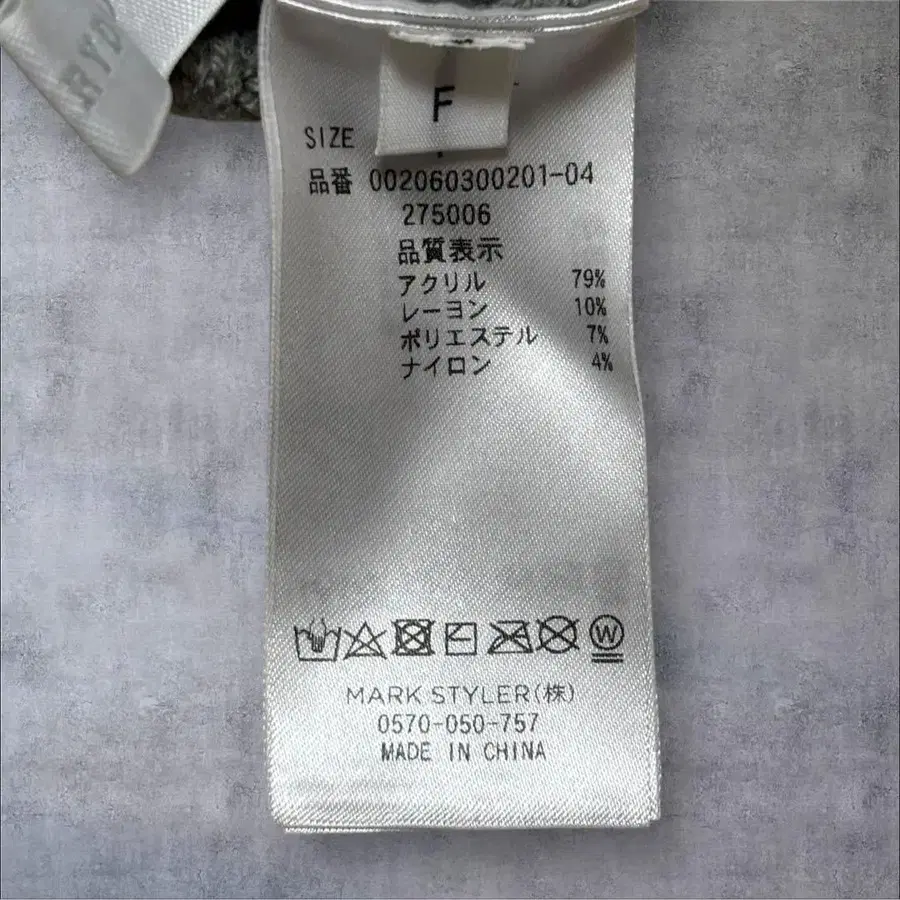 RYD
F
SIZE
品番 002060300201-04
275006
品質表示
アクリル 79%
レーヨン 10%
ポリエステル 7%
ナイロン 4%
W
MARK STYLER(株)
0570-050-757
MADE IN CHINA